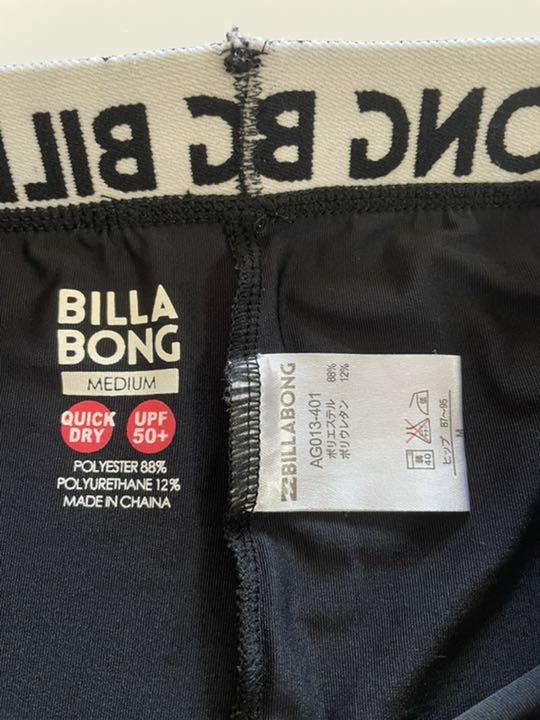 BIL
BG
ONG
BILLA
BONG
MEDIUM
QUICK
DRY
UPF
50+
POLYESTER 88%
POLYURETHANE 12%
MADE IN CHAINA
BILLABONG
AG013-401
ポリエステル 88%
ポリウレタン 12%
40
ヒップ 87~95
M